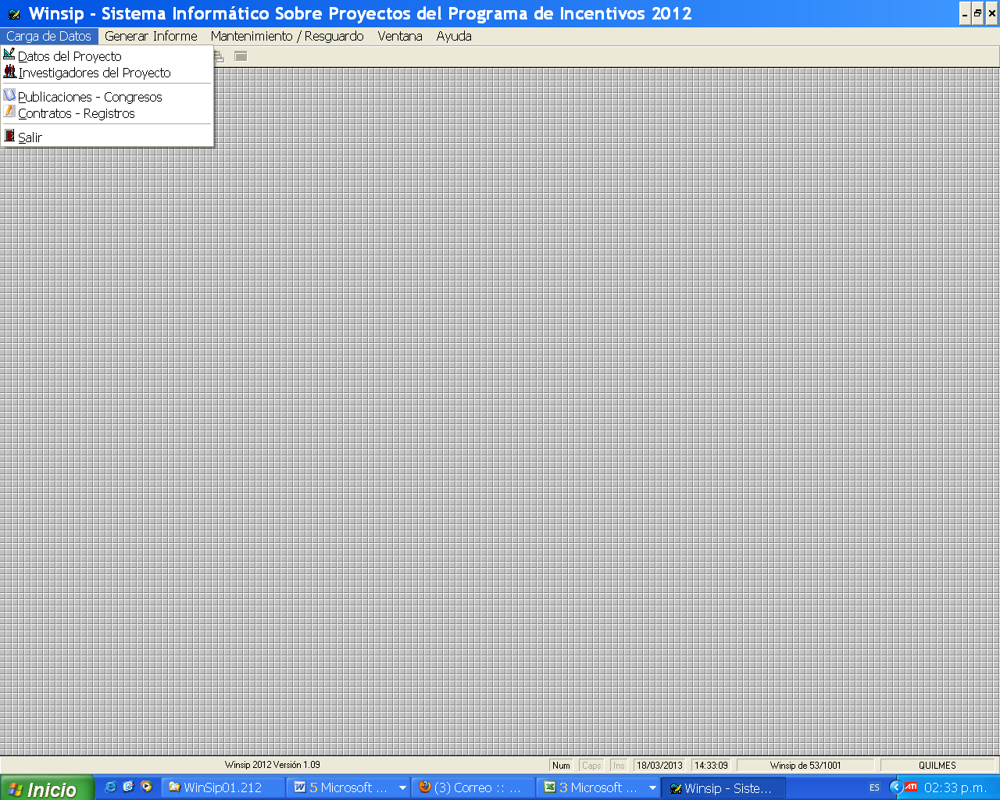 Winsip - Sistema Informático Sobre Proyectos del Programa de Incentivos 2012
Carga de Datos Generar Informe Mantenimiento / Resguardo Ventana Ayuda
Datos del Proyecto
Investigadores del Proyecto
Publicaciones - Congresos
Contratos - Registros
Salir
Winsip 2012 Versión 1.09 Num Caps Ins 18/03/2013 14:33:09 Winsip de 53/1001 QUILMES
Inicio WinSip01.212 5 Microsoft ... (3) Correo :: ... 3 Microsoft ... Winsip - Siste... ES ATI 02:33 p.m.